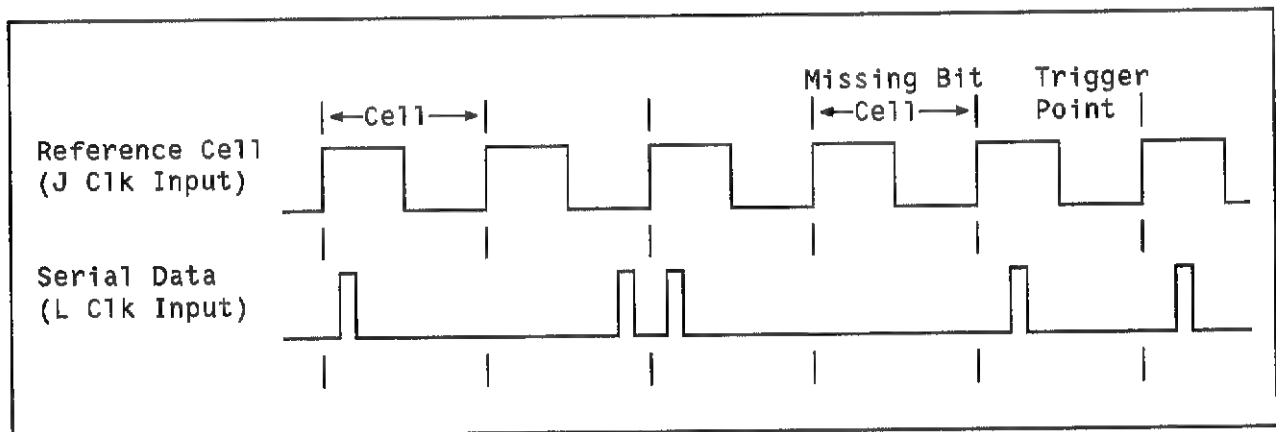 Missing Bit Trigger
Cell Cell Point
Reference Cell
(J Clk Input)
Serial Data
(L Clk Input)